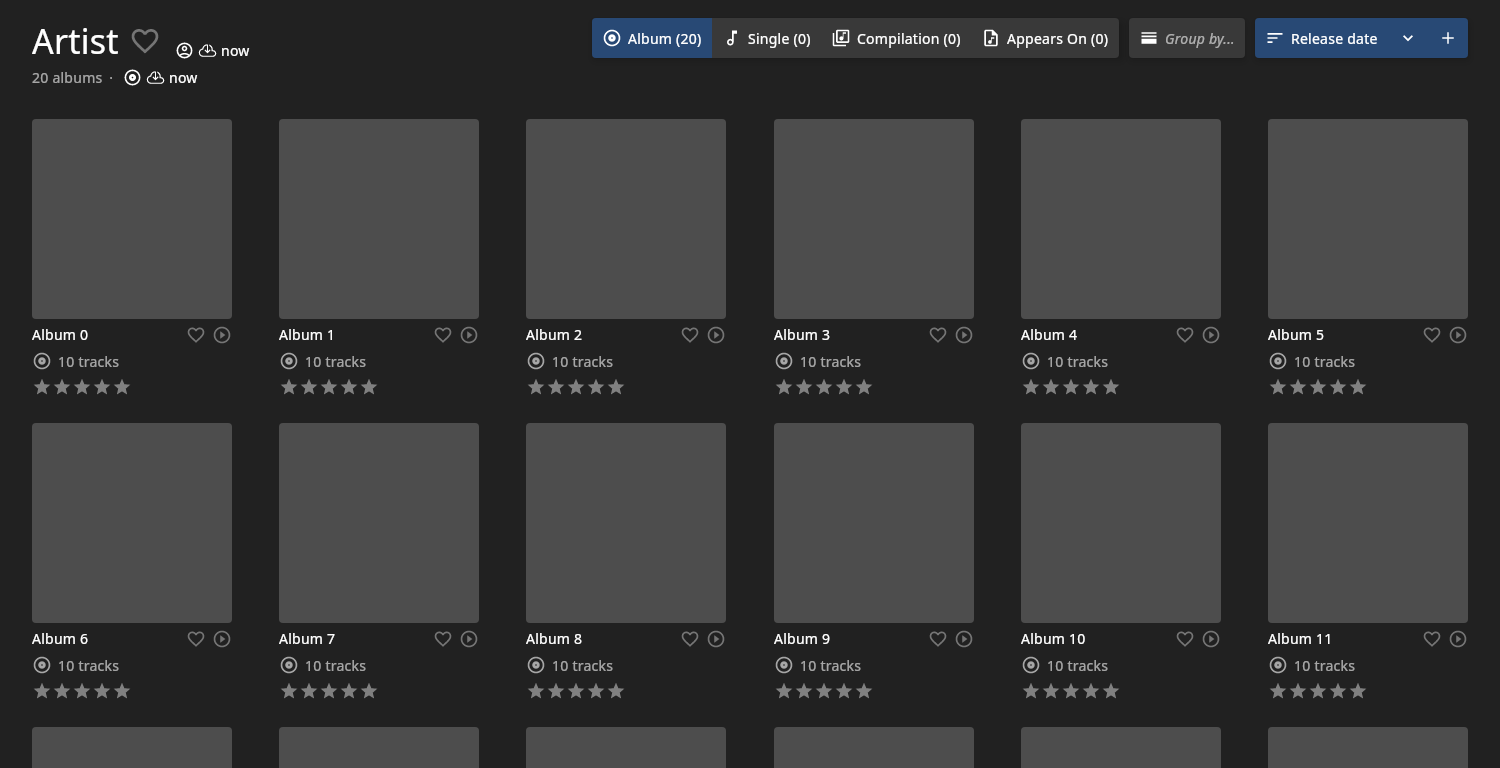 Artist now
20 albums · now
Album (20) Single (0) Compilation (0) Appears On (0) Group by... Release date
Album 0 Album 1 Album 2 Album 3 Album 4 Album 5
10 tracks 10 tracks 10 tracks 10 tracks 10 tracks 10 tracks
Album 6 Album 7 Album 8 Album 9 Album 10 Album 11
10 tracks 10 tracks 10 tracks 10 tracks 10 tracks 10 tracks